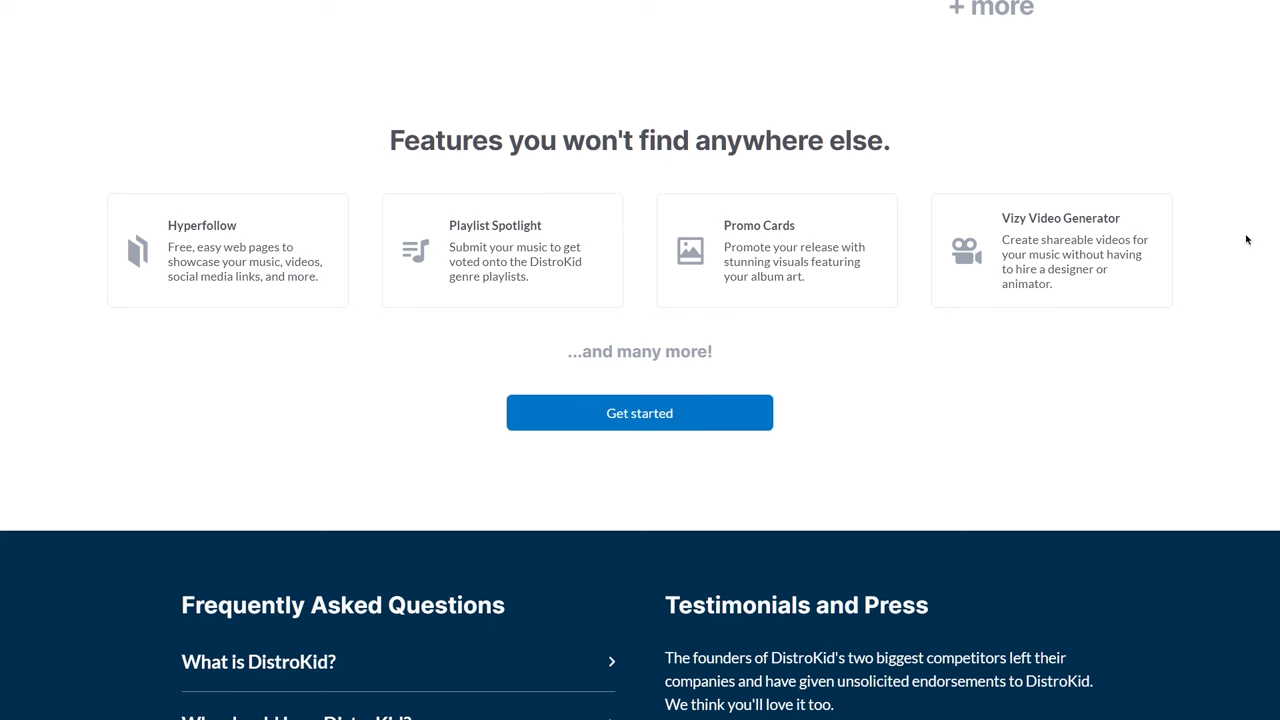 + more
Features you won't find anywhere else.
Hyperfollow
Free, easy web pages to
showcase your music, videos,
social media links, and more.
Playlist Spotlight
Submit your music to get
voted onto the DistroKid
genre playlists.
Promo Cards
Promote your release with
stunning visuals featuring
your album art.
Vizy Video Generator
Create shareable videos for
your music without having
to hire a designer or
animator.
...and many more!
Get started
Frequently Asked Questions
What is DistroKid?
Why should I use DistroKid?
Testimonials and Press
The founders of DistroKid's two biggest competitors left their
companies and have given unsolicited endorsements to DistroKid.
We think you'll love it too.